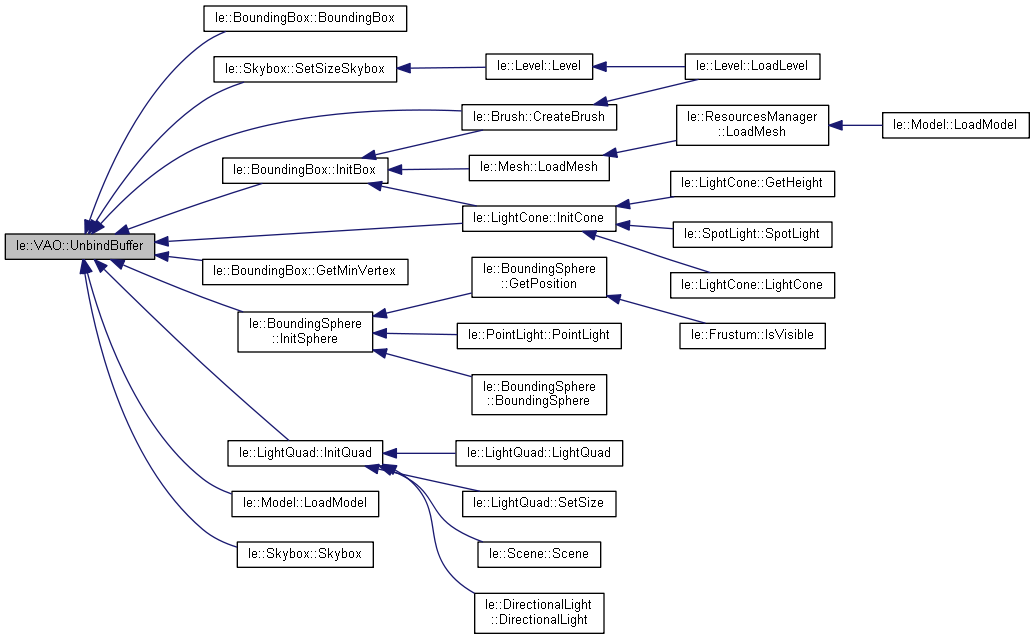 le::BoundingBox::BoundingBox
le::Skybox::SetSizeSkybox
le::Level::Level
le::Level::LoadLevel
le::Brush::CreateBrush
le::ResourcesManager
::LoadMesh
le::Model::LoadModel
le::BoundingBox::InitBox
le::Mesh::LoadMesh
le::LightCone::GetHeight
le::LightCone::InitCone
le::SpotLight::SpotLight
le::VAO::UnbindBuffer
le::BoundingBox::GetMinVertex
le::BoundingSphere
::GetPosition
le::LightCone::LightCone
le::BoundingSphere
::InitSphere
le::PointLight::PointLight
le::Frustum::IsVisible
le::BoundingSphere
::BoundingSphere
le::LightQuad::InitQuad
le::LightQuad::LightQuad
le::Model::LoadModel
le::LightQuad::SetSize
le::Skybox::Skybox
le::Scene::Scene
le::DirectionalLight
::DirectionalLight